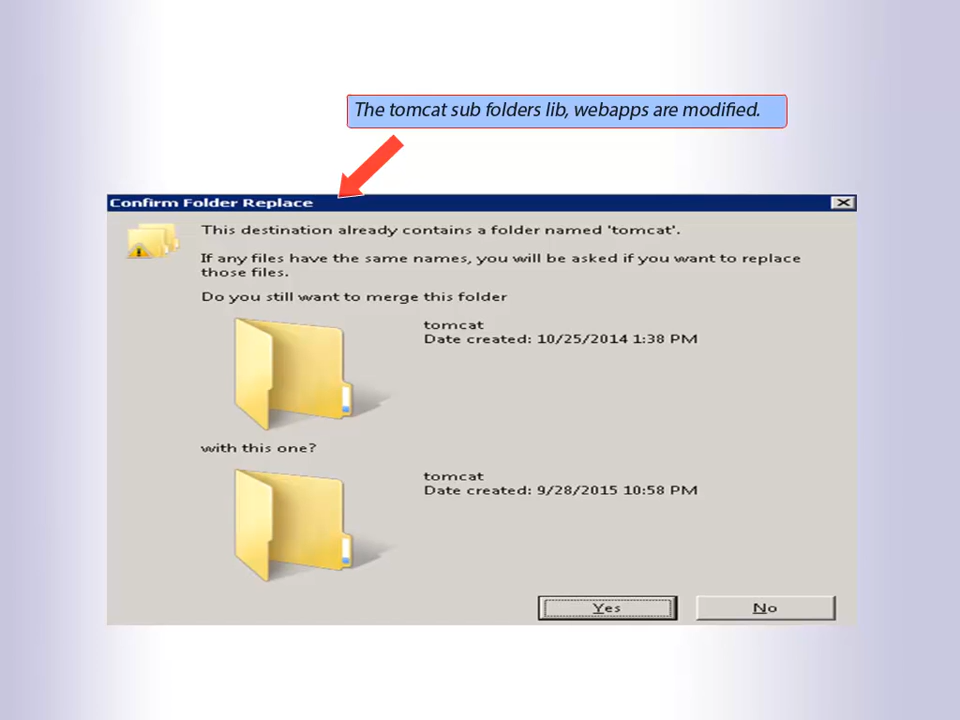 The tomcat sub folders lib, webapps are modified.
Confirm Folder Replace
This destination already contains a folder named 'tomcat'.
If any files have the same names, you will be asked if you want to replace
those files.
Do you still want to merge this folder
tomcat
Date created: 10/25/2014 1:38 PM
with this one?
tomcat
Date created: 9/28/2015 10:58 PM
Yes
No